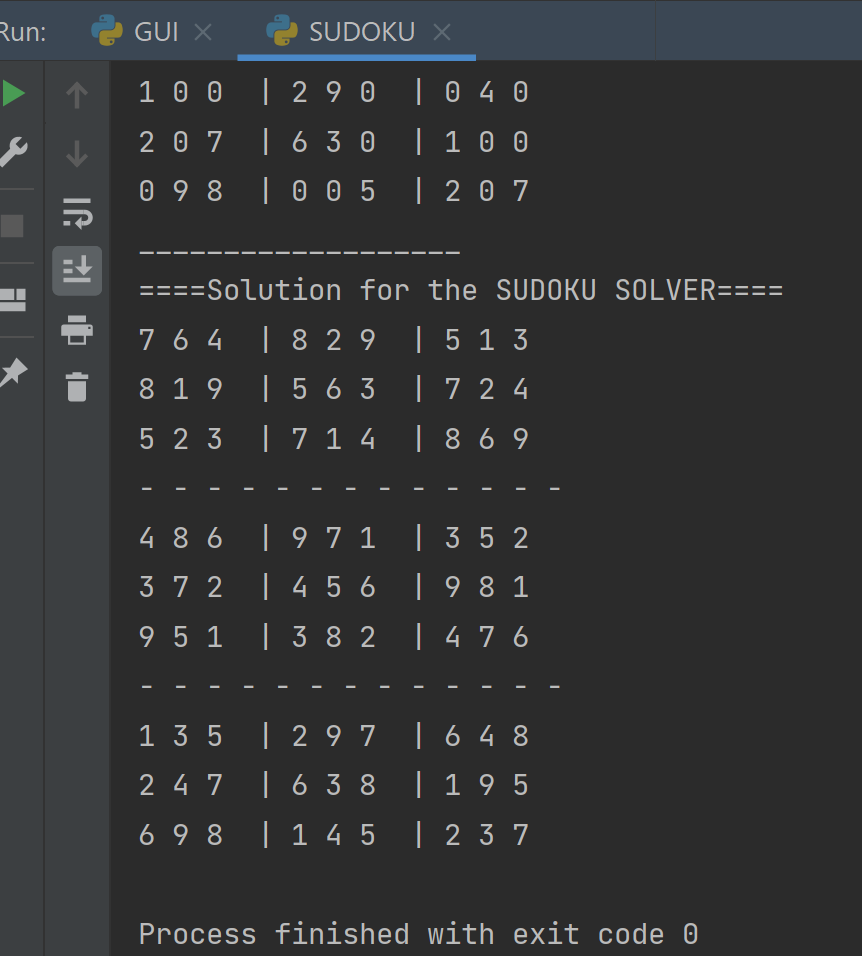 Run: GUI SUDOKU
1 0 0 | 2 9 0 | 0 4 0
2 0 7 | 6 3 0 | 1 0 0
0 9 8 | 0 0 5 | 2 0 7
-------------------
====Solution for the SUDOKU SOLVER====
7 6 4 | 8 2 9 | 5 1 3
8 1 9 | 5 6 3 | 7 2 4
5 2 3 | 7 1 4 | 8 6 9
- - - - - - - - - - - - -
4 8 6 | 9 7 1 | 3 5 2
3 7 2 | 4 5 6 | 9 8 1
9 5 1 | 3 8 2 | 4 7 6
- - - - - - - - - - - - -
1 3 5 | 2 9 7 | 6 4 8
2 4 7 | 6 3 8 | 1 9 5
6 9 8 | 1 4 5 | 2 3 7
Process finished with exit code 0